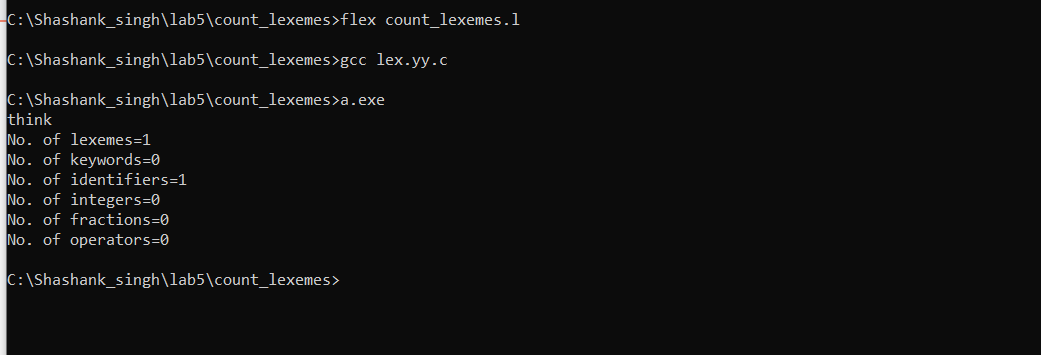 C:\Shashank_singh\lab5\count_lexemes>flex count_lexemes.l
C:\Shashank_singh\lab5\count_lexemes>gcc lex.yy.c
C:\Shashank_singh\lab5\count_lexemes>a.exe
think
No. of lexemes=1
No. of keywords=0
No. of identifiers=1
No. of integers=0
No. of fractions=0
No. of operators=0
C:\Shashank_singh\lab5\count_lexemes>